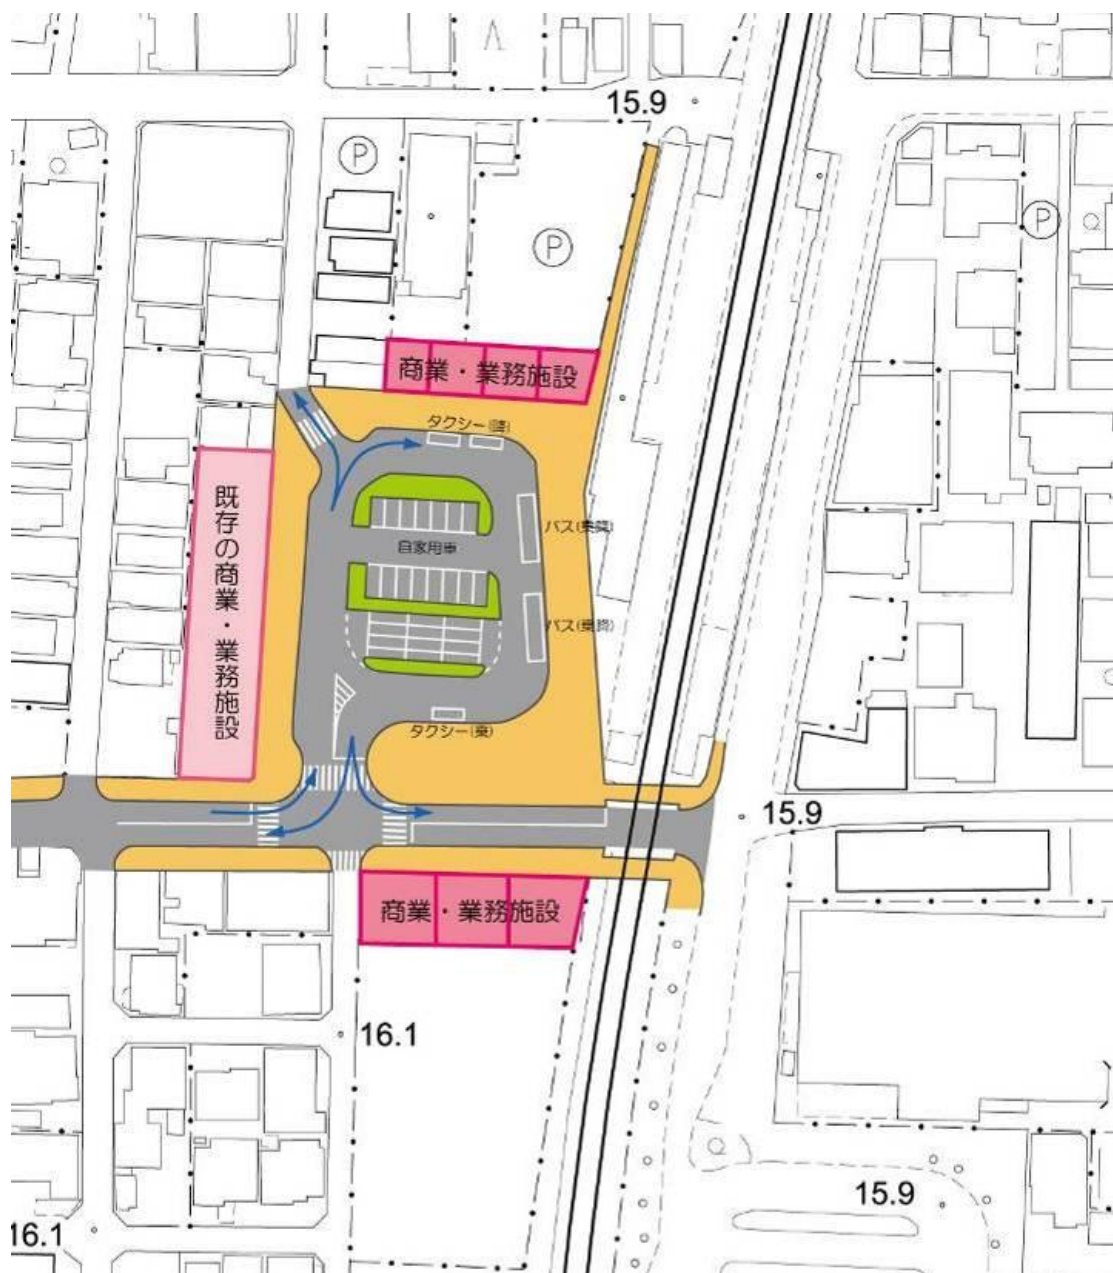 15.9
P
P
P
商業・業務施設
タクシー(降)
既存の商業・業務施設
バス(乗降)
自家用車
バス(乗降)
タクシー(乗)
15.9
商業・業務施設
16.1
15.9
16.1